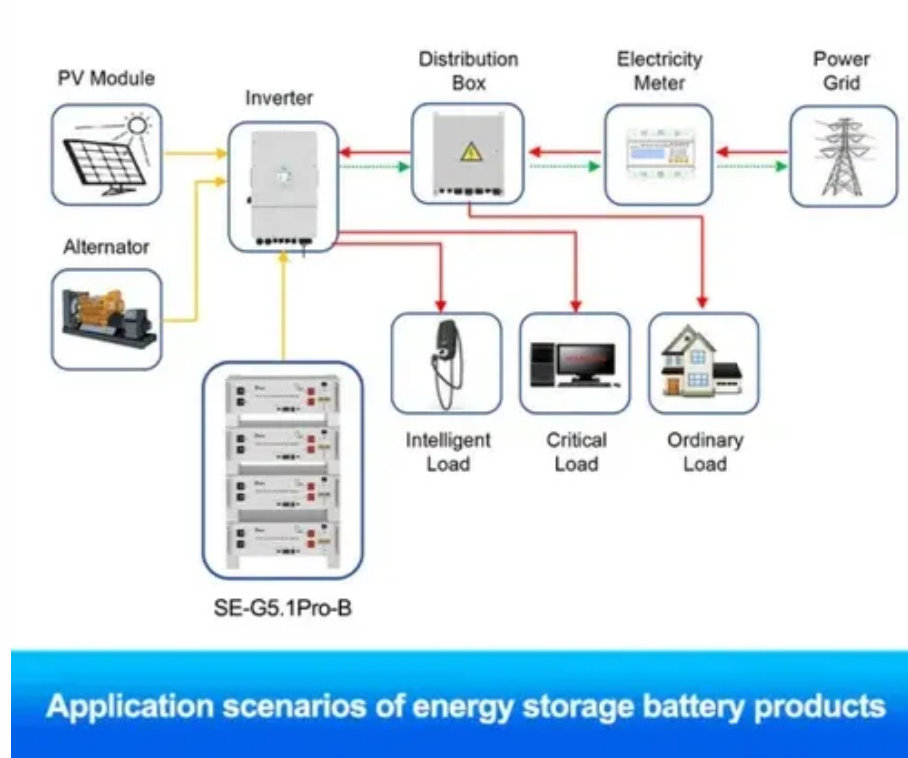 PV Module
Inverter
Distribution
Box
Electricity
Meter
Power
Grid
Alternator
Intelligent
Load
Critical
Load
Ordinary
Load
SE-G5.1Pro-B
Application scenarios of energy storage battery products